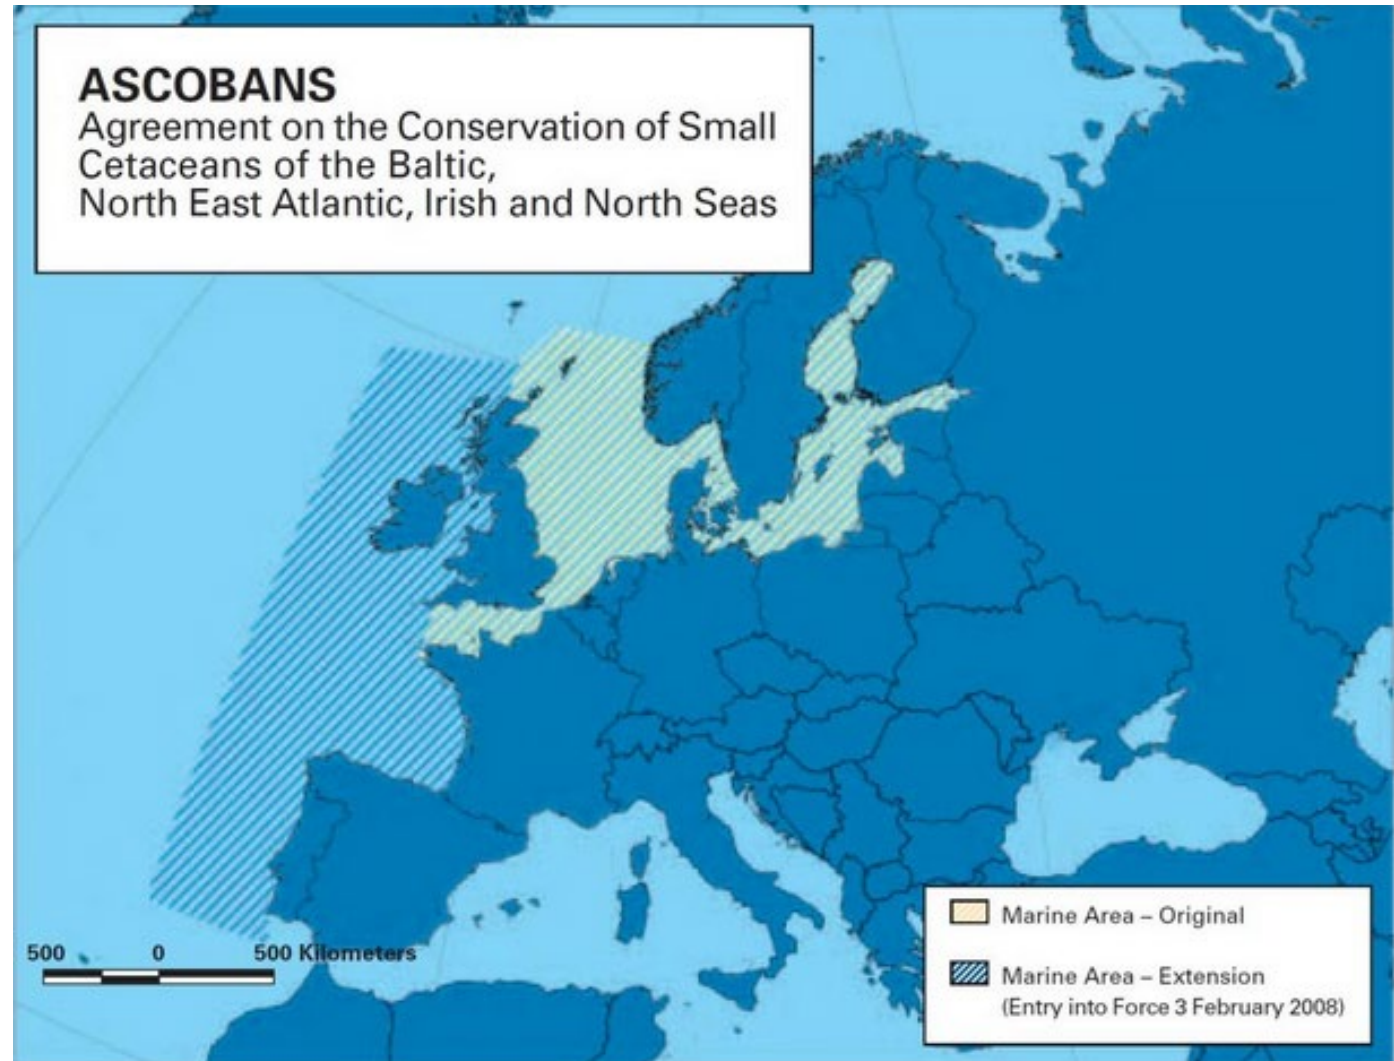 ASCOBANS
Agreement on the Conservation of Small
Cetaceans of the Baltic,
North East Atlantic, Irish and North Seas
500 0 500 Kilometers
Marine Area – Original
Marine Area – Extension
(Entry into Force 3 February 2008)